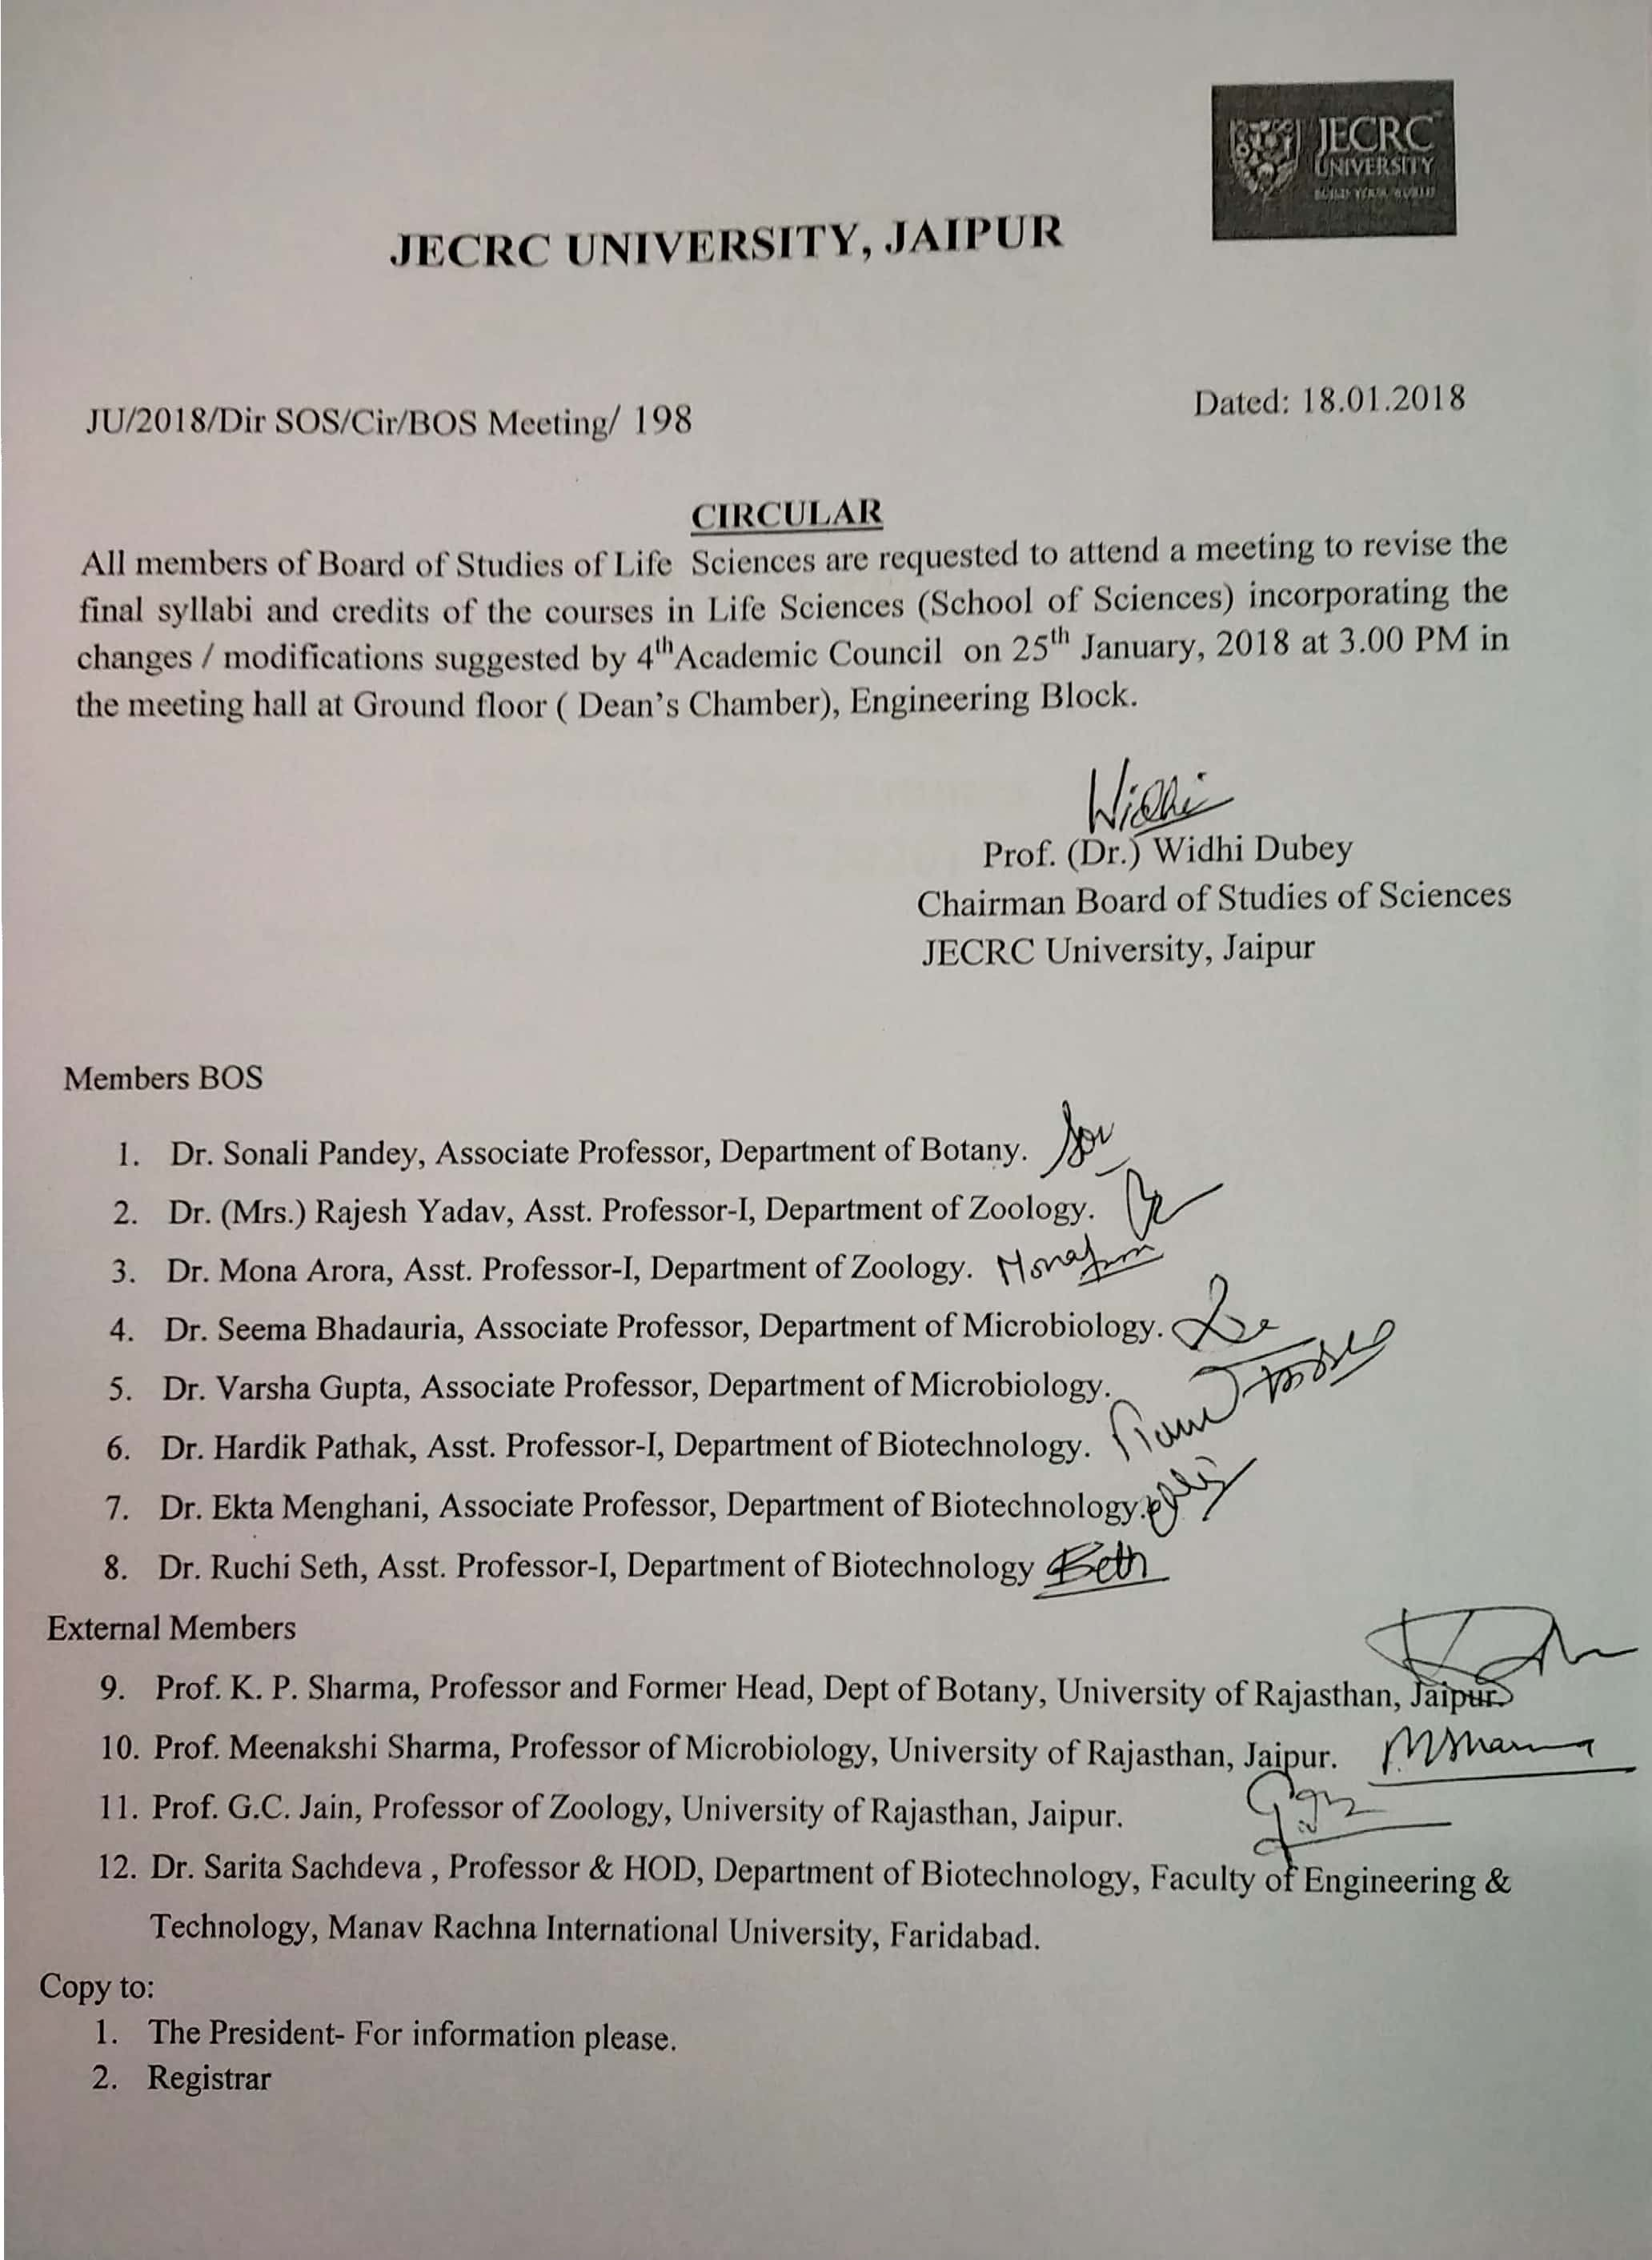 JECRC
UNIVERSITY
BUILD YOUR WORLD
JECRC UNIVERSITY, JAIPUR
JU/2018/Dir SOS/Cir/BOS Meeting/ 198
Dated: 18.01.2018
CIRCULAR
All members of Board of Studies of Life Sciences are requested to attend a meeting to revise the
final syllabi and credits of the courses in Life Sciences (School of Sciences) incorporating the
changes / modifications suggested by 4th Academic Council on 25th January, 2018 at 3.00 PM in
the meeting hall at Ground floor ( Dean's Chamber), Engineering Block.
Widhi
Prof. (Dr.) Widhi Dubey
Chairman Board of Studies of Sciences
JECRC University, Jaipur
Members BOS
1. Dr. Sonali Pandey, Associate Professor, Department of Botany.
2. Dr. (Mrs.) Rajesh Yadav, Asst. Professor-I, Department of Zoology.
3. Dr. Mona Arora, Asst. Professor-I, Department of Zoology.
4. Dr. Seema Bhadauria, Associate Professor, Department of Microbiology.
5. Dr. Varsha Gupta, Associate Professor, Department of Microbiology.
6. Dr. Hardik Pathak, Asst. Professor-I, Department of Biotechnology.
7. Dr. Ekta Menghani, Associate Professor, Department of Biotechnology.
8. Dr. Ruchi Seth, Asst. Professor-I, Department of Biotechnology Seth
External Members
9. Prof. K. P. Sharma, Professor and Former Head, Dept of Botany, University of Rajasthan, Jaipur.
10. Prof. Meenakshi Sharma, Professor of Microbiology, University of Rajasthan, Jaipur. MSharma
11. Prof. G.C. Jain, Professor of Zoology, University of Rajasthan, Jaipur.
12. Dr. Sarita Sachdeva , Professor & HOD, Department of Biotechnology, Faculty of Engineering &
Technology, Manav Rachna International University, Faridabad.
Copy to:
1. The President- For information please.
2. Registrar